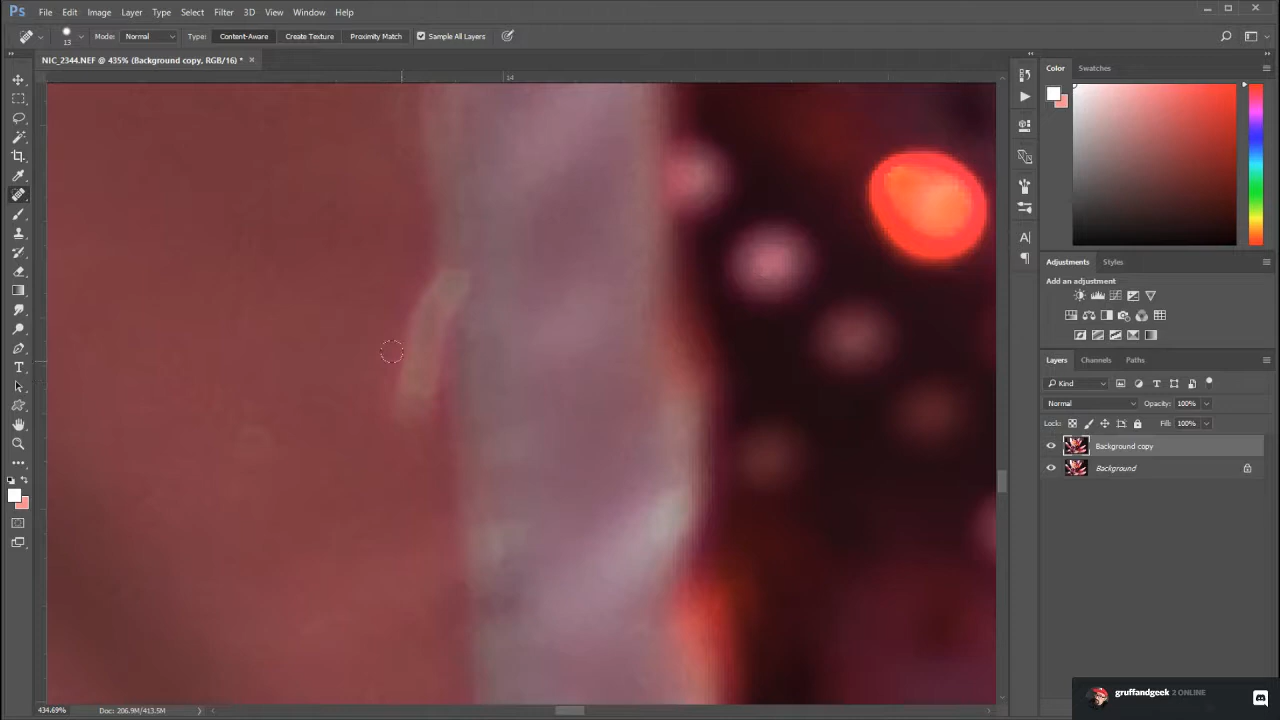 Ps File Edit Image Layer Type Select Filter 3D View Window Help
13 Mode: Normal Type: Content-Aware Create Texture Proximity Match Sample All Layers
NIC_2344.NEF @ 435% (Background copy, RGB/16) * ×
14
Color Swatches
Adjustments Styles
Add an adjustment
Layers Channels Paths
Kind
Normal Opacity: 100%
Lock: Fill: 100%
Background copy
Background
434.69% Doc: 206.9M/413.5M
gruffandgeek 2 ONLINE